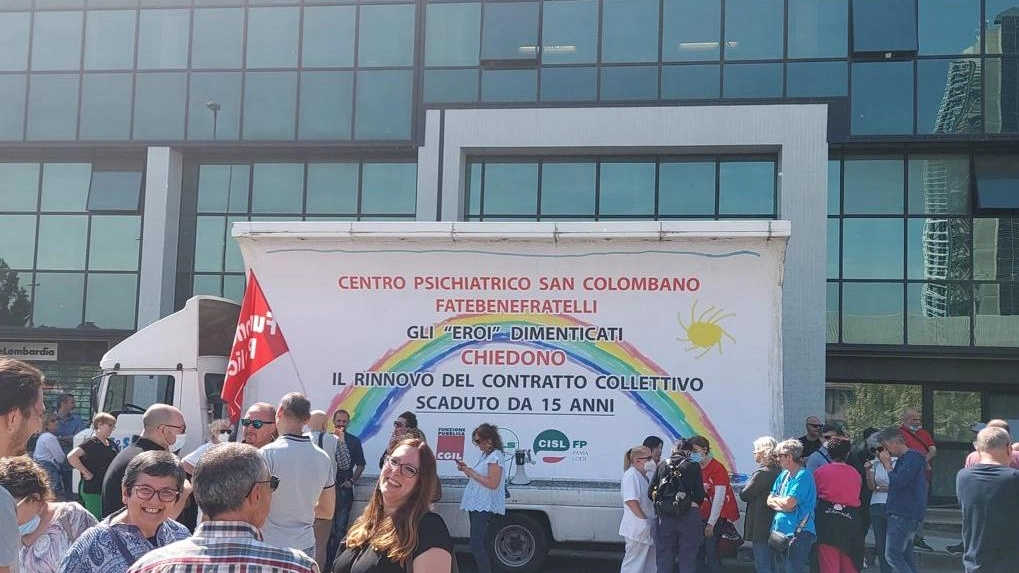 CENTRO PSICHIATRICO SAN COLOMBANO
FATEBENEFRATELLI
GLI "EROI" DIMENTICATI
CHIEDONO
IL RINNOVO DEL CONTRATTO COLLETTIVO
SCADUTO DA 15 ANNI
FUNZIONE
PUBBLICA
CGIL
CISL FP
PAVIA
LODI
Lombardia